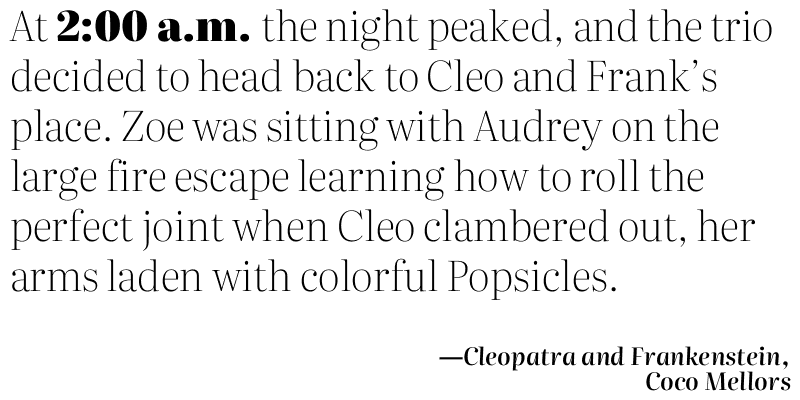 At 2:00 a.m. the night peaked, and the trio
decided to head back to Cleo and Frank’s
place. Zoe was sitting with Audrey on the
large fire escape learning how to roll the
perfect joint when Cleo clambered out, her
arms laden with colorful Popsicles.
—Cleopatra and Frankenstein,
Coco Mellors